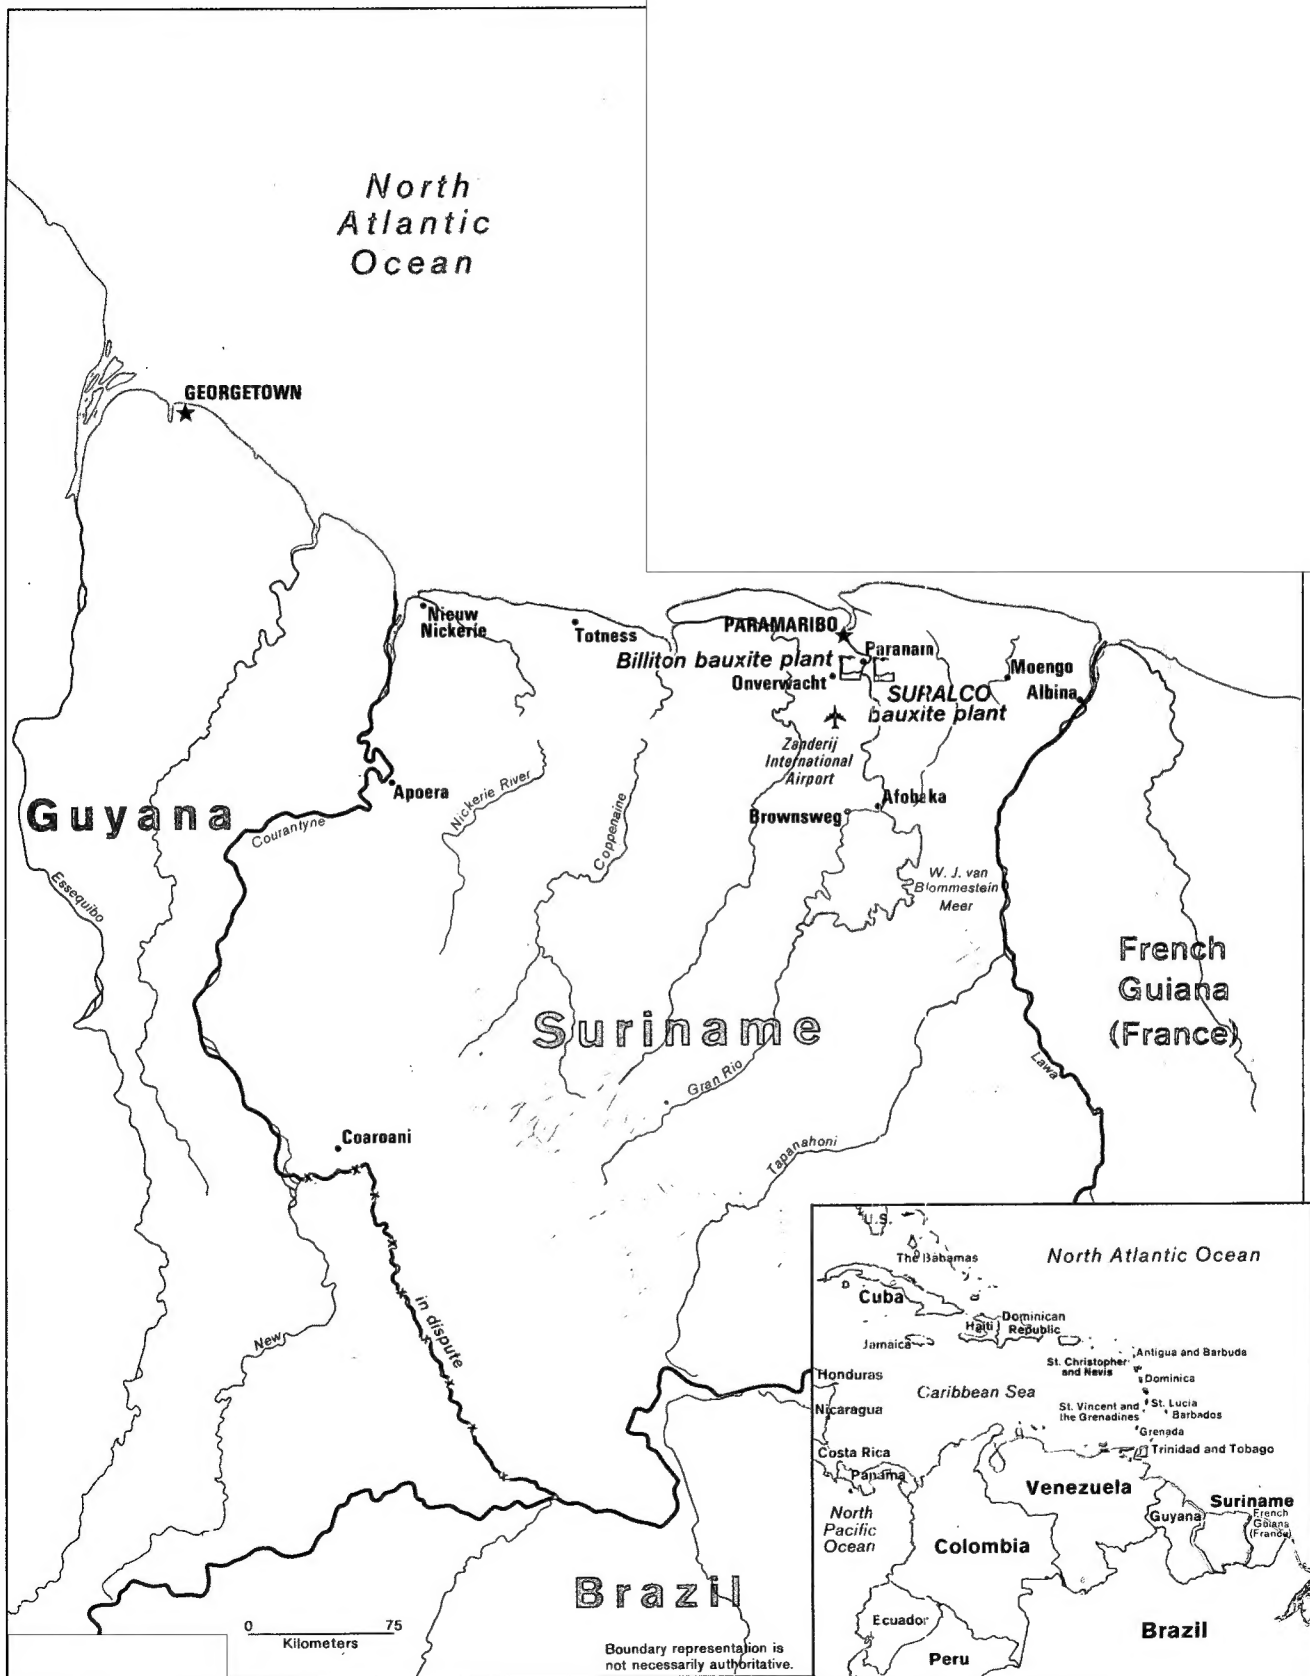 North
Atlantic
Ocean
GEORGETOWN
Nieuw
Nickerie
Totness
PARAMARIBO
Paranam
Billiton bauxite plant
Onverwacht
SURALCO
bauxite plant
Moengo
Albina
Zanderij
International
Airport
Apoera
Nickerie River
Coppename
Afobaka
Brownsweg
Guyana
Courantyne
Essequibo
W. J. van
Blommestein
Meer
French
Guiana
(France)
Suriname
Gran Rio
Lawa
Tapanahoni
Coaroani
New
in dispute
Brazil
0 75
Kilometers
Boundary representation is
not necessarily authoritative.
U.S.
The Bahamas
North Atlantic Ocean
Cuba
Haiti
Dominican
Republic
Jamaica
Antigua and Barbuda
St. Christopher
and Nevis
Dominica
Honduras
Caribbean Sea
Nicaragua
St. Vincent and
the Grenadines
St. Lucia
Barbados
Grenada
Costa Rica
Trinidad and Tobago
Panama
Venezuela
North
Pacific
Ocean
Guyana
Suriname
French
Guiana
(France)
Colombia
Ecuador
Brazil
Peru